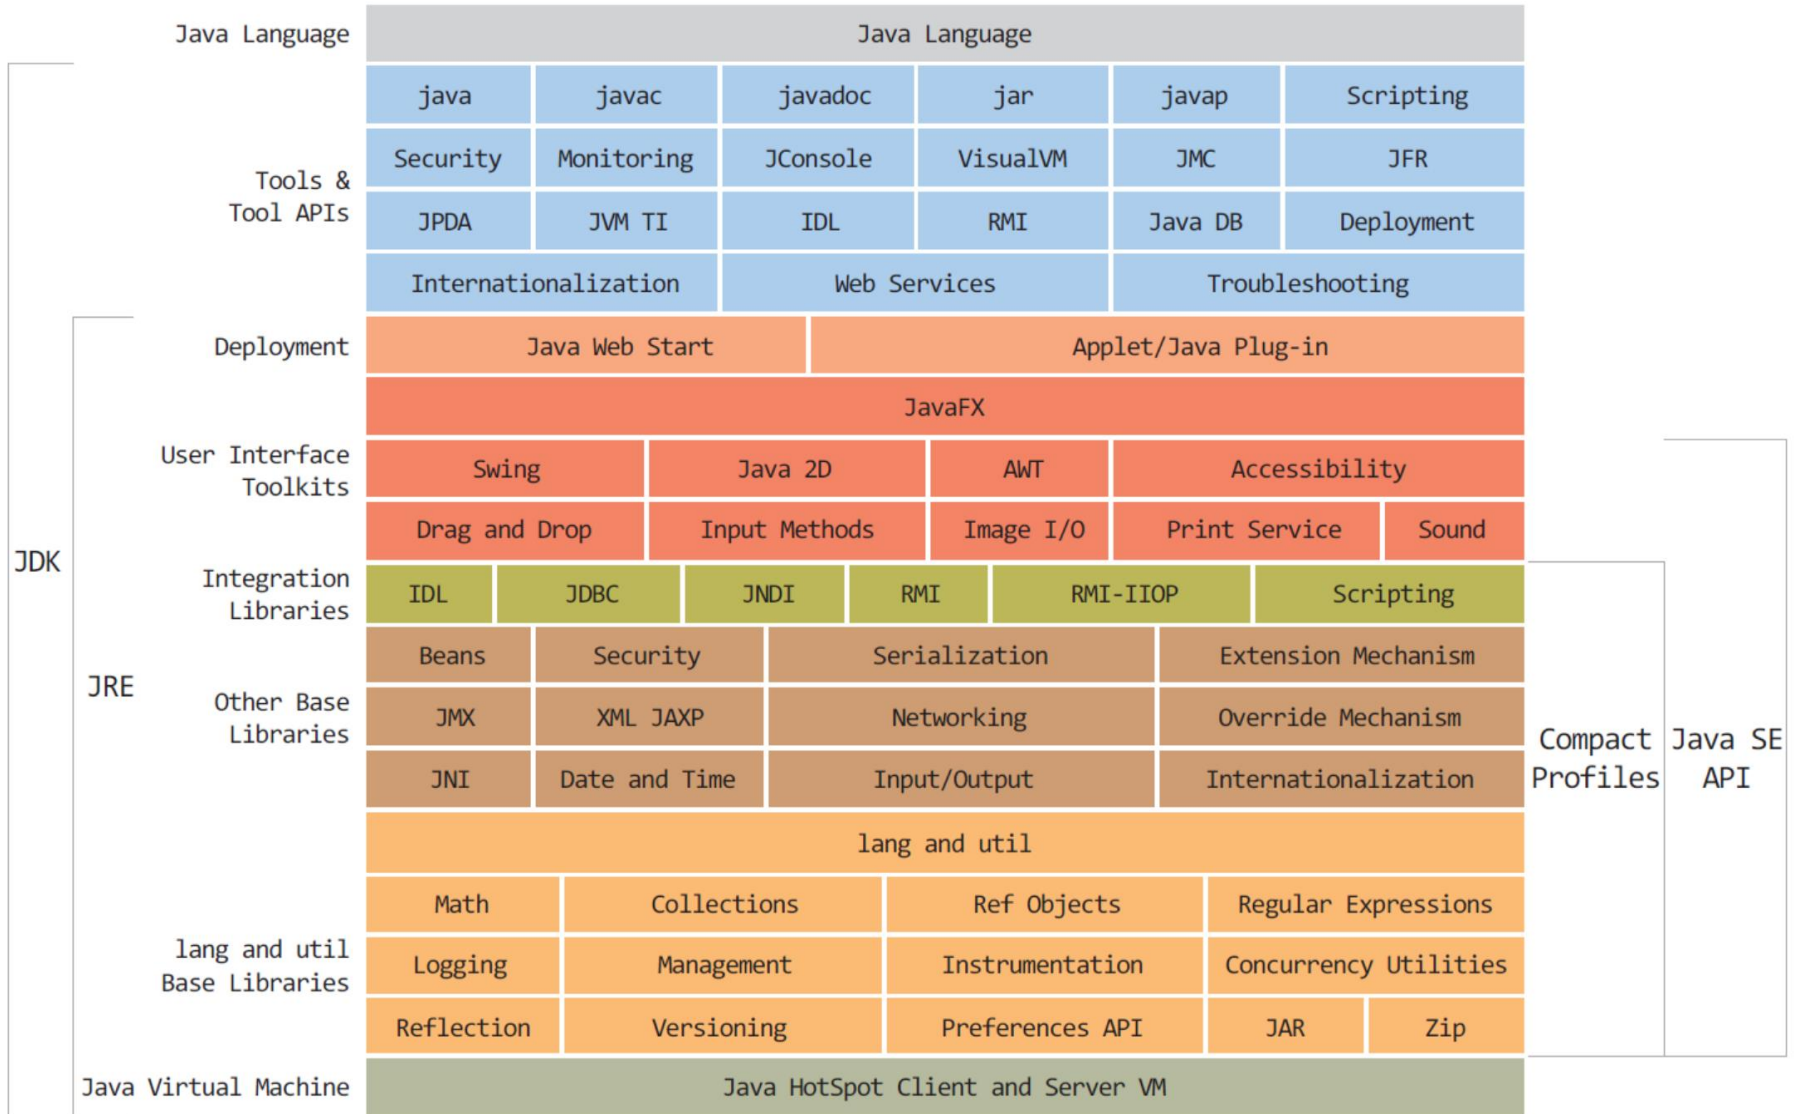 Java Language
Java Language
java
javac
javadoc
jar
javap
Scripting
Tools &
Tool APIs
Security
Monitoring
JConsole
VisualVM
JMC
JFR
JPDA
JVM TI
IDL
RMI
Java DB
Deployment
Internationalization
Web Services
Troubleshooting
Deployment
Java Web Start
Applet/Java Plug-in
JavaFX
User Interface
Toolkits
Swing
Java 2D
AWT
Accessibility
Drag and Drop
Input Methods
Image I/O
Print Service
Sound
JDK
Integration
Libraries
IDL
JDBC
JNDI
RMI
RMI-IIOP
Scripting
JRE
Other Base
Libraries
Beans
Security
Serialization
Extension Mechanism
JMX
XML JAXP
Networking
Override Mechanism
JNI
Date and Time
Input/Output
Internationalization
Compact
Profiles
Java SE
API
lang and util
Base Libraries
lang and util
Math
Collections
Ref Objects
Regular Expressions
Logging
Management
Instrumentation
Concurrency Utilities
Reflection
Versioning
Preferences API
JAR
Zip
Java Virtual Machine
Java HotSpot Client and Server VM